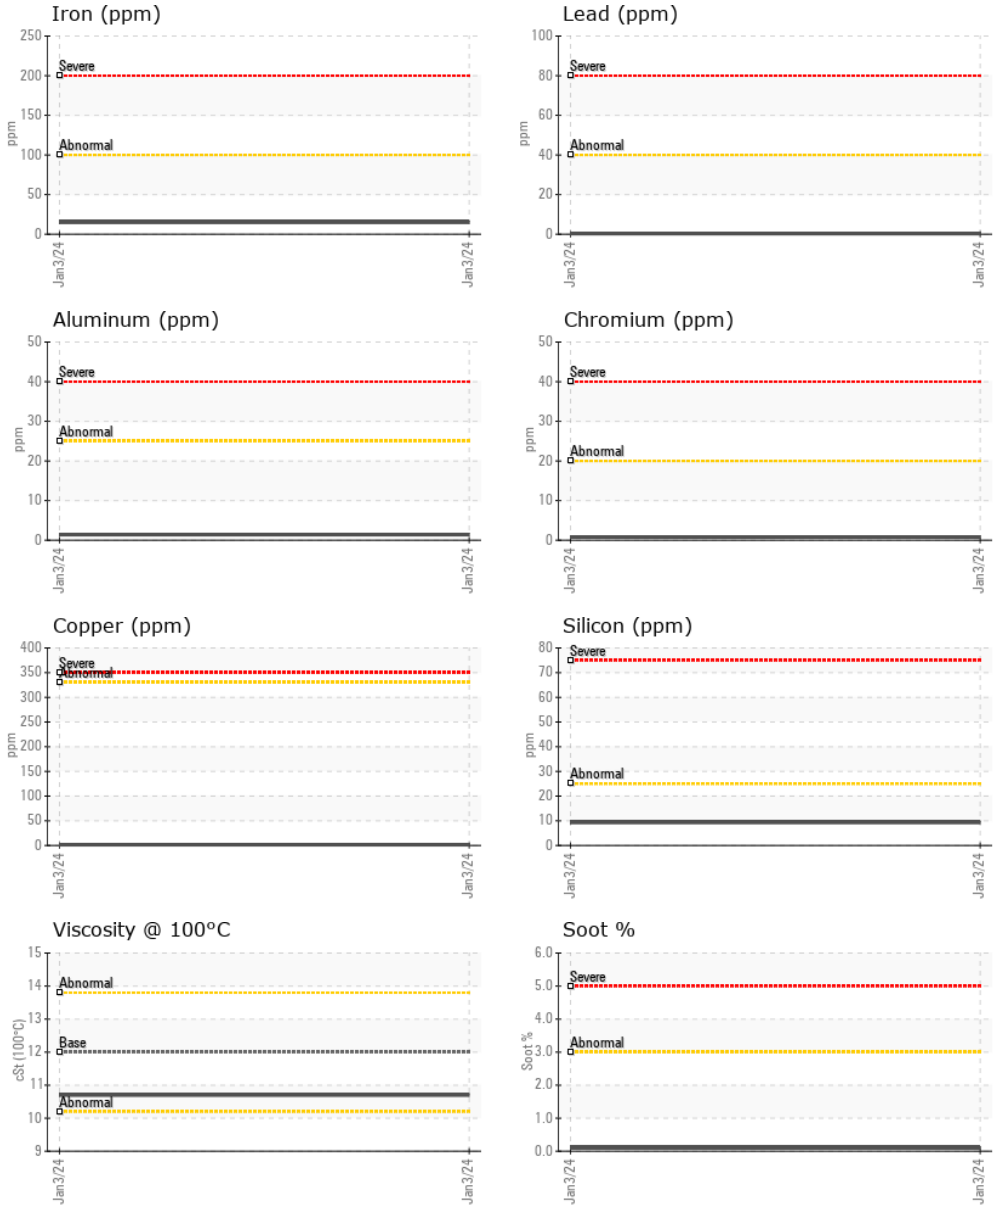 Iron (ppm)
250
200
150
100
50
0
ppm
Severe
Abnormal
Jan3/24
Jan3/24
Lead (ppm)
100
80
60
40
20
0
ppm
Severe
Abnormal
Jan3/24
Jan3/24
Aluminum (ppm)
50
40
30
20
10
0
ppm
Severe
Abnormal
Jan3/24
Jan3/24
Chromium (ppm)
50
40
30
20
10
0
ppm
Severe
Abnormal
Jan3/24
Jan3/24
Copper (ppm)
400
350
300
250
200
150
100
50
0
ppm
Severe
Abnormal
Jan3/24
Jan3/24
Silicon (ppm)
80
70
60
50
40
30
20
10
0
ppm
Severe
Abnormal
Jan3/24
Jan3/24
Viscosity @ 100°C
15
14
13
12
11
10
9
cSt (100°C)
Abnormal
Base
Abnormal
Jan3/24
Jan3/24
Soot %
6.0
5.0
4.0
3.0
2.0
1.0
0.0
Soot %
Severe
Abnormal
Jan3/24
Jan3/24